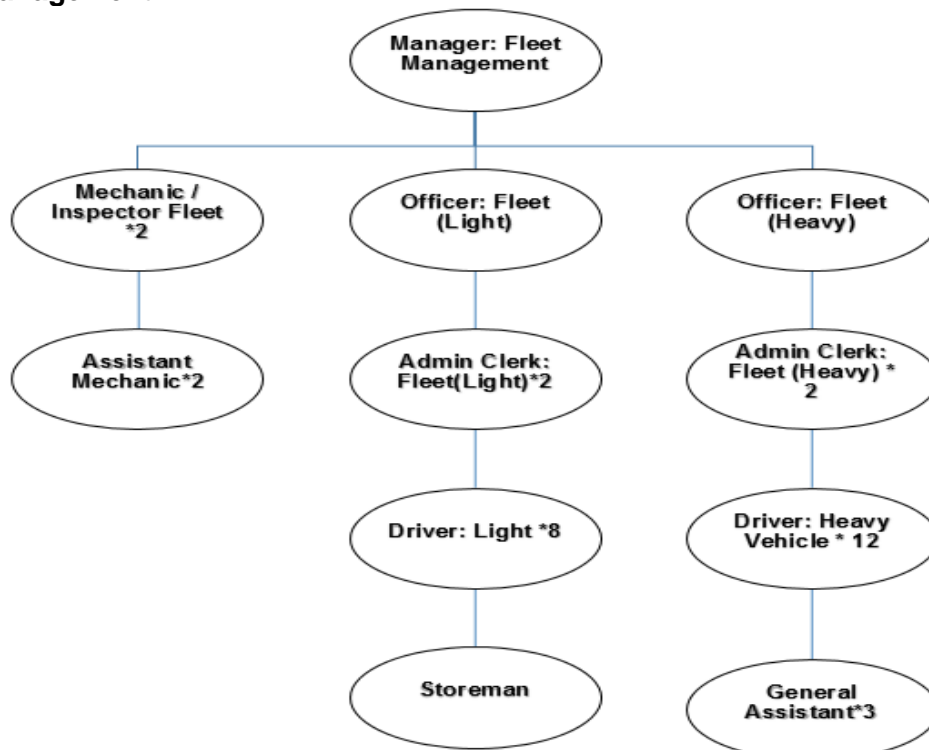 Manager: Fleet
Management
Mechanic /
Inspector Fleet
*2
Officer: Fleet
(Light)
Officer: Fleet
(Heavy)
Assistant
Mechanic*2
Admin Clerk:
Fleet(Light)*2
Admin Clerk:
Fleet (Heavy) *
2
Driver: Light *8
Driver: Heavy
Vehicle * 12
Storeman
General
Assistant*3